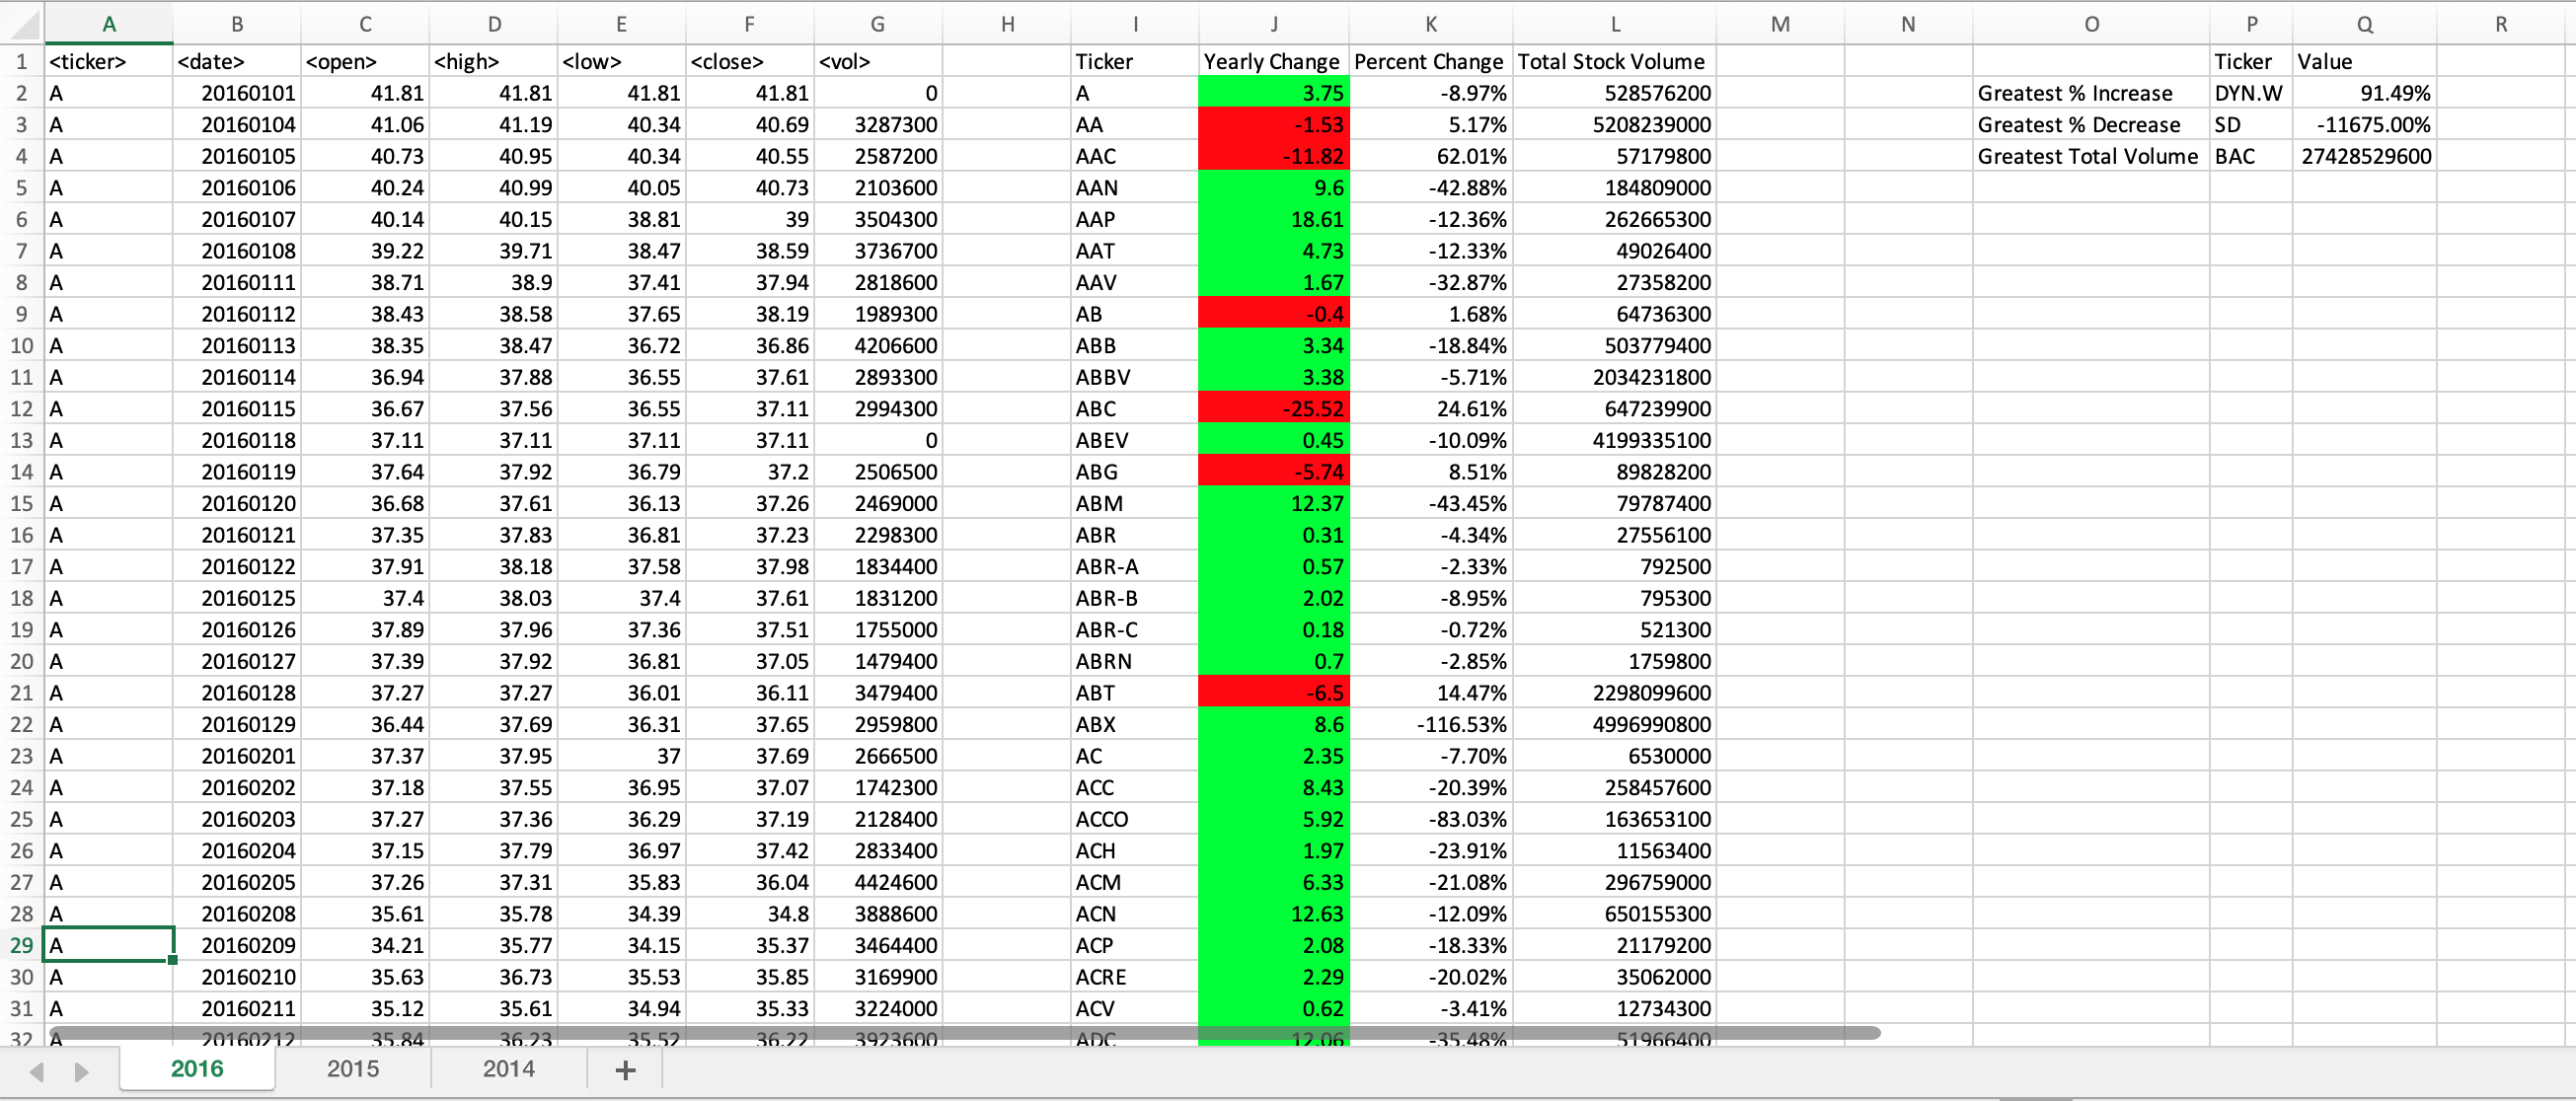 A B C D E F G H I J K L M N O P Q R
1 <ticker> <date> <open> <high> <low> <close> <vol> Ticker Yearly Change Percent Change Total Stock Volume Ticker Value
2 A 20160101 41.81 41.81 41.81 41.81 0 A 3.75 -8.97% 528576200 Greatest % Increase DYN.W 91.49%
3 A 20160104 41.06 41.19 40.34 40.69 3287300 AA -1.53 5.17% 5208239000 Greatest % Decrease SD -11675.00%
4 A 20160105 40.73 40.95 40.34 40.55 2587200 AAC -11.82 62.01% 57179800 Greatest Total Volume BAC 27428529600
5 A 20160106 40.24 40.99 40.05 40.73 2103600 AAN 9.6 -42.88% 184809000
6 A 20160107 40.14 40.15 38.81 39 3504300 AAP 18.61 -12.36% 262665300
7 A 20160108 39.22 39.71 38.47 38.59 3736700 AAT 4.73 -12.33% 49026400
8 A 20160111 38.71 38.9 37.41 37.94 2818600 AAV 1.67 -32.87% 27358200
9 A 20160112 38.43 38.58 37.65 38.19 1989300 AB -0.4 1.68% 64736300
10 A 20160113 38.35 38.47 36.72 36.86 4206600 ABB 3.34 -18.84% 503779400
11 A 20160114 36.94 37.88 36.55 37.61 2893300 ABBV 3.38 -5.71% 2034231800
12 A 20160115 36.67 37.56 36.55 37.11 2994300 ABC -25.52 24.61% 647239900
13 A 20160118 37.11 37.11 37.11 37.11 0 ABEV 0.45 -10.09% 4199335100
14 A 20160119 37.64 37.92 36.79 37.2 2506500 ABG -5.74 8.51% 89828200
15 A 20160120 36.68 37.61 36.13 37.26 2469000 ABM 12.37 -43.45% 79787400
16 A 20160121 37.35 37.83 36.81 37.23 2298300 ABR 0.31 -4.34% 27556100
17 A 20160122 37.91 38.18 37.58 37.98 1834400 ABR-A 0.57 -2.33% 792500
18 A 20160125 37.4 38.03 37.4 37.61 1831200 ABR-B 2.02 -8.95% 795300
19 A 20160126 37.89 37.96 37.36 37.51 1755000 ABR-C 0.18 -0.72% 521300
20 A 20160127 37.39 37.92 36.81 37.05 1479400 ABRN 0.7 -2.85% 1759800
21 A 20160128 37.27 37.27 36.01 36.11 3479400 ABT -6.5 14.47% 2298099600
22 A 20160129 36.44 37.69 36.31 37.65 2959800 ABX 8.6 -116.53% 4996990800
23 A 20160201 37.37 37.95 37 37.69 2666500 AC 2.35 -7.70% 6530000
24 A 20160202 37.18 37.55 36.95 37.07 1742300 ACC 8.43 -20.39% 258457600
25 A 20160203 37.27 37.36 36.29 37.19 2128400 ACCO 5.92 -83.03% 163653100
26 A 20160204 37.15 37.79 36.97 37.42 2833400 ACH 1.97 -23.91% 11563400
27 A 20160205 37.26 37.31 35.83 36.04 4424600 ACM 6.33 -21.08% 296759000
28 A 20160208 35.61 35.78 34.39 34.8 3888600 ACN 12.63 -12.09% 650155300
29 A 20160209 34.21 35.77 34.15 35.37 3464400 ACP 2.08 -18.33% 21179200
30 A 20160210 35.63 36.73 35.53 35.85 3169900 ACRE 2.29 -20.02% 35062000
31 A 20160211 35.12 35.61 34.94 35.33 3224000 ACV 0.62 -3.41% 12734300
32 A 20160212 35.84 36.23 35.52 36.22 3923600 ADC 12.06 -35.48% 51966400
2016 2015 2014 +